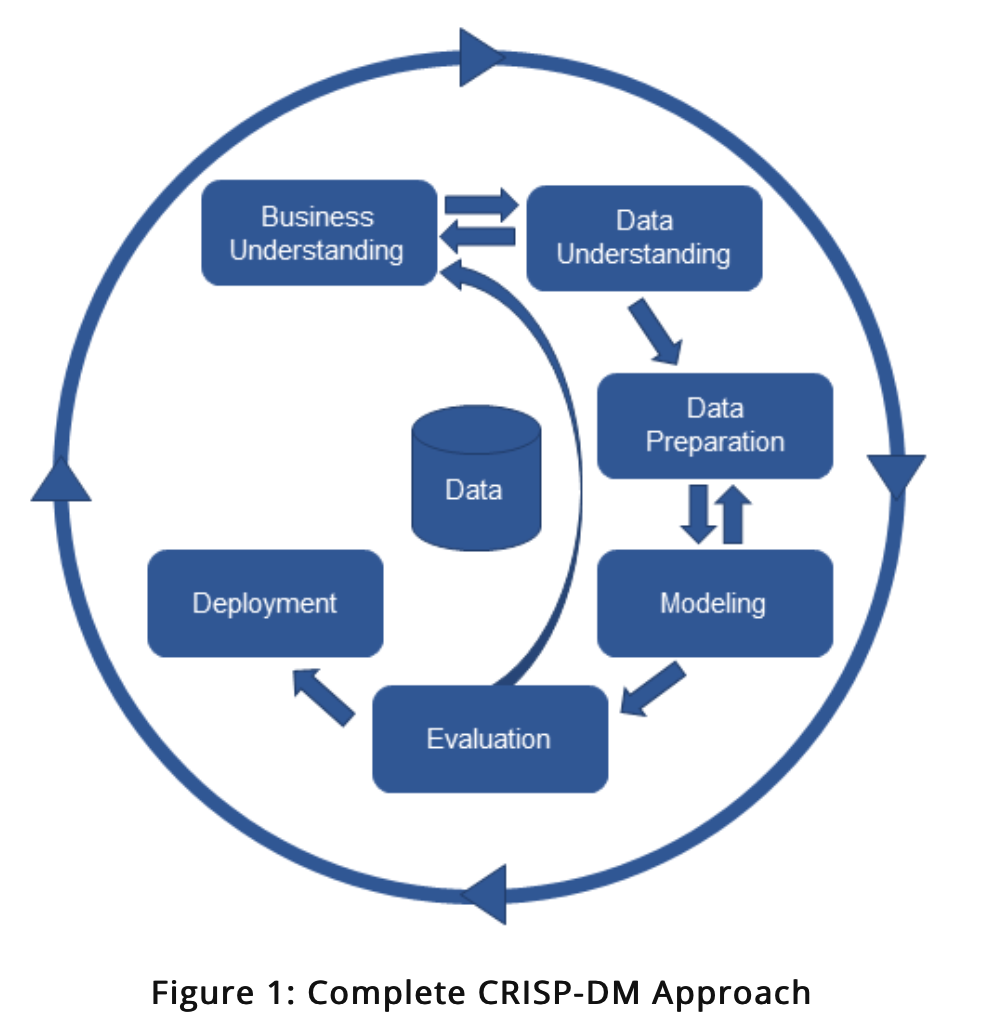 Business
Understanding
Data
Understanding
Data
Preparation
Data
Modeling
Deployment
Evaluation
Figure 1: Complete CRISP-DM Approach